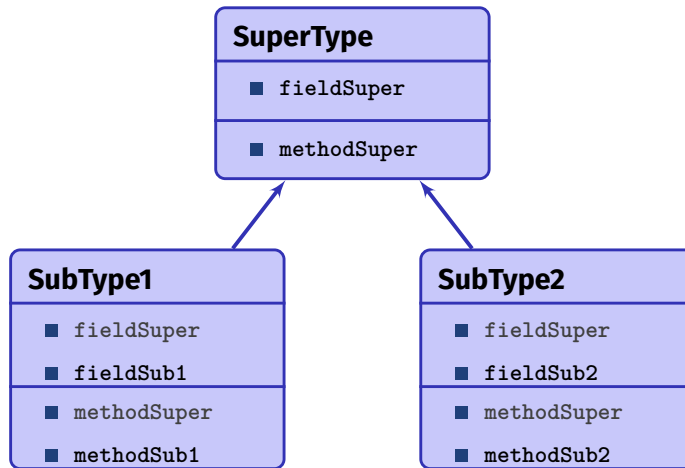 SuperType
fieldSuper
methodSuper
SubType1
fieldSuper
fieldSub1
methodSuper
methodSub1
SubType2
fieldSuper
fieldSub2
methodSuper
methodSub2